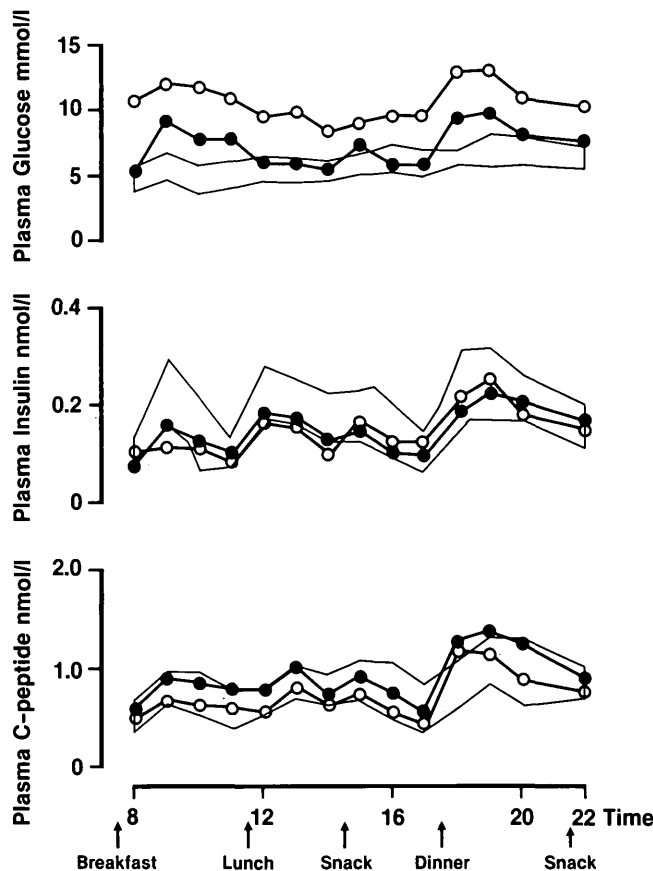 Plasma Glucose mmol/l
15
10
5
0
Plasma Insulin nmol/l
0.4
0.2
0
Plasma C-peptide nmol/l
2.0
1.0
0
8 12 16 20 22 Time
Breakfast Lunch Snack Dinner Snack